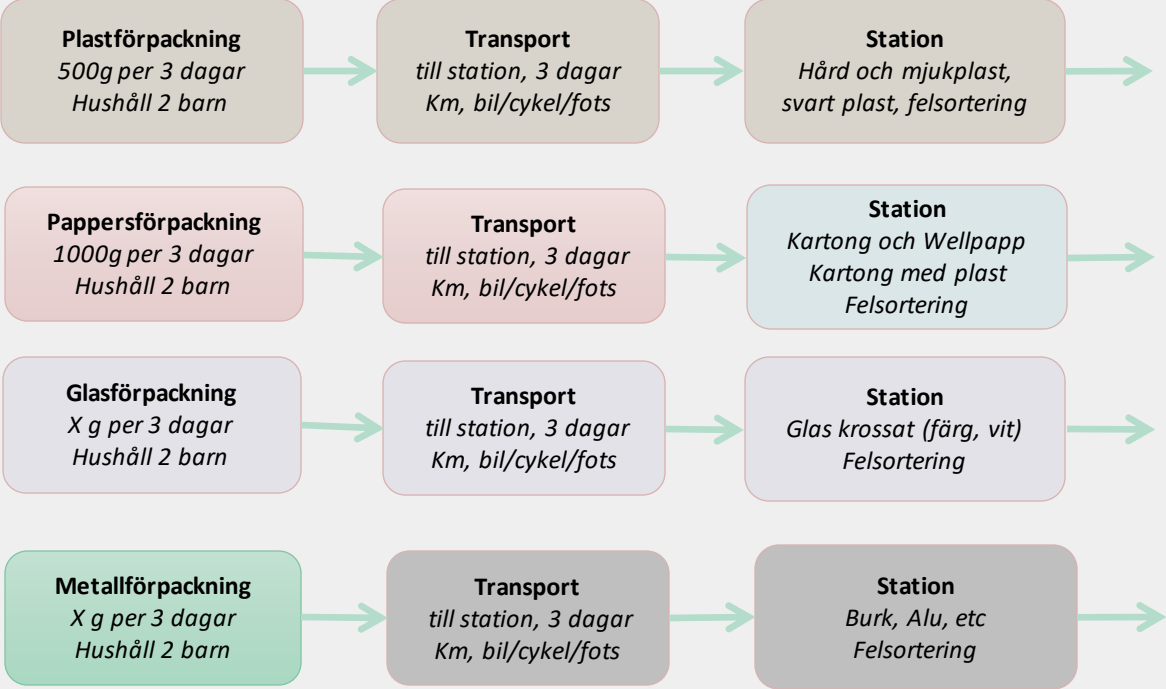 Plastförpackning
500g per 3 dagar
Hushåll 2 barn
Transport
till station, 3 dagar
Km, bil/cykel/fots
Station
Hård och mjukplast,
svart plast, felsortering
Pappersförpackning
1000g per 3 dagar
Hushåll 2 barn
Transport
till station, 3 dagar
Km, bil/cykel/fots
Station
Kartong och Wellpapp
Kartong med plast
Felsortering
Glasförpackning
X g per 3 dagar
Hushåll 2 barn
Transport
till station, 3 dagar
Km, bil/cykel/fots
Station
Glas krossat (färg, vit)
Felsortering
Metallförpackning
X g per 3 dagar
Hushåll 2 barn
Transport
till station, 3 dagar
Km, bil/cykel/fots
Station
Burk, Alu, etc
Felsortering